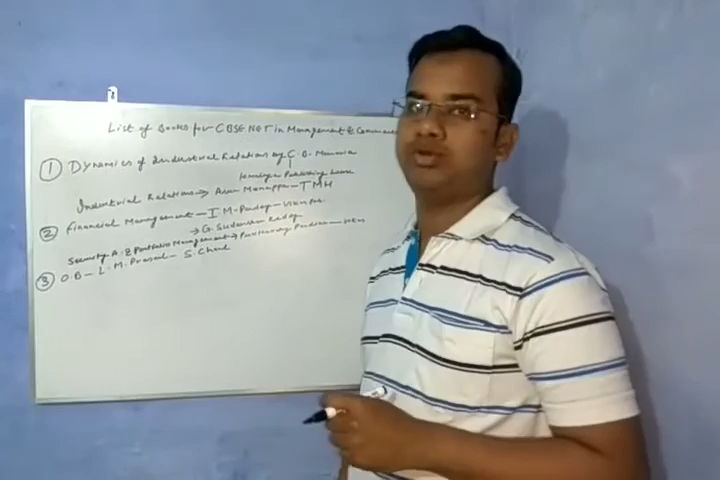 List of Books for CBSE NET in Management & Commerce
① Dynamics of Industrial Relations by C.B. Mamoria
Himalaya Publishing House
Industrial Relations → Arun Monappa - TMH
② Financial Management - I.M. Pandey - Vikas Pub
→ G. Sudarshan Reddy
Security A. & Portfolio Management → Punithavathy Pandian - Vikas
③ O.B - L.M. Prasad - S. Chand